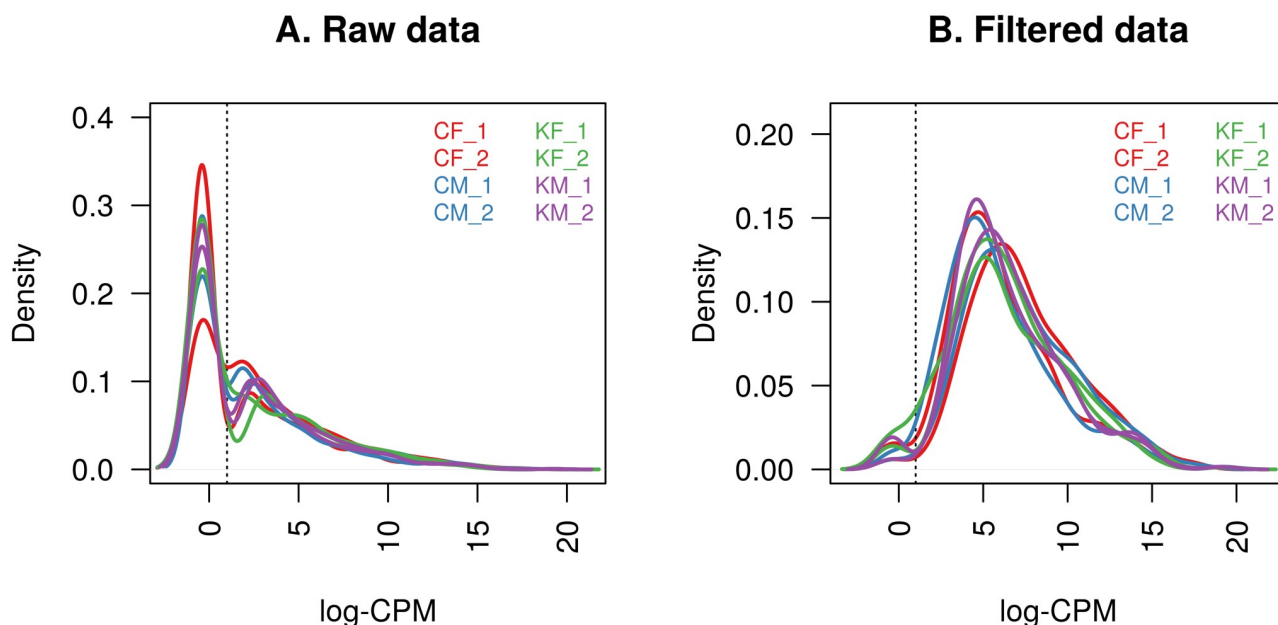 A. Raw data
0.4
0.3
0.2
0.1
0.0
Density
CF_1 KF_1
CF_2 KF_2
CM_1 KM_1
CM_2 KM_2
0 5 10 15 20
log-CPM
B. Filtered data
0.20
0.15
0.10
0.05
0.00
Density
CF_1 KF_1
CF_2 KF_2
CM_1 KM_1
CM_2 KM_2
0 5 10 15 20
log-CPM